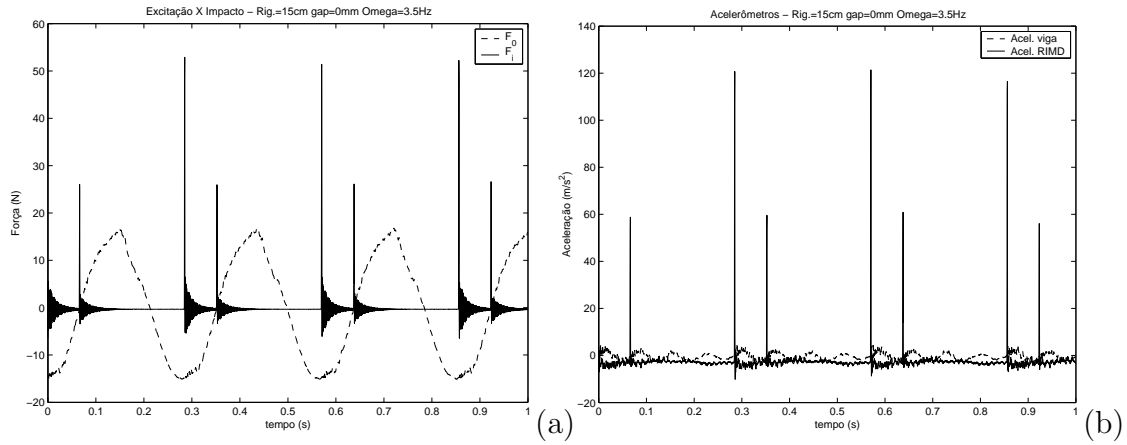 Excitação X Impacto – Rig.=15cm gap=0mm Omega=3.5Hz
60
50
40
30
20
10
0
−10
−20
Força (N)
F_0
F_i
0 0.1 0.2 0.3 0.4 0.5 0.6 0.7 0.8 0.9 1
tempo (s)
(a)
Acelerômetros – Rig.=15cm gap=0mm Omega=3.5Hz
140
120
100
80
60
40
20
0
−20
Aceleração (m/s²)
Acel. viga
Acel. RIMD
0 0.1 0.2 0.3 0.4 0.5 0.6 0.7 0.8 0.9 1
tempo (s)
(b)